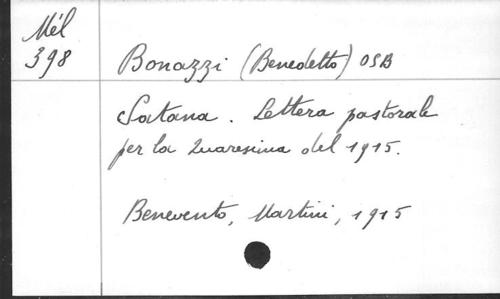 Mél
398
Bonazzi (Benedetto) OSB
Satana. Lettera pastorale
per la Quaresima del 1915.
Benevento, Martini, 1915